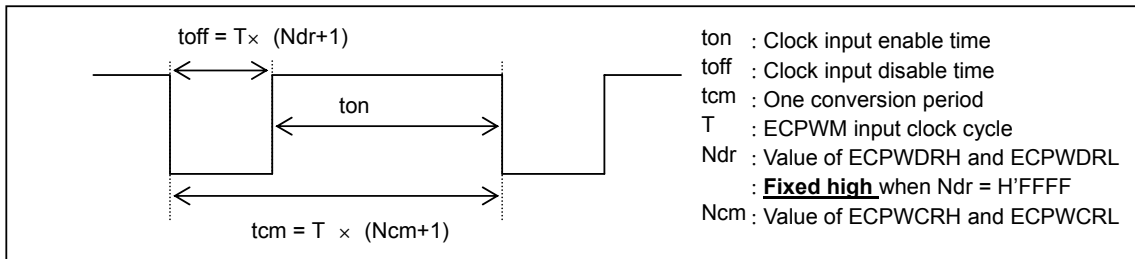 toff = T× (Ndr+1)
ton
tcm = T × (Ncm+1)
ton : Clock input enable time
toff : Clock input disable time
tcm : One conversion period
T : ECPWM input clock cycle
Ndr : Value of ECPWDRH and ECPWDRL
: Fixed high when Ndr = H'FFFF
Ncm : Value of ECPWCRH and ECPWCRL